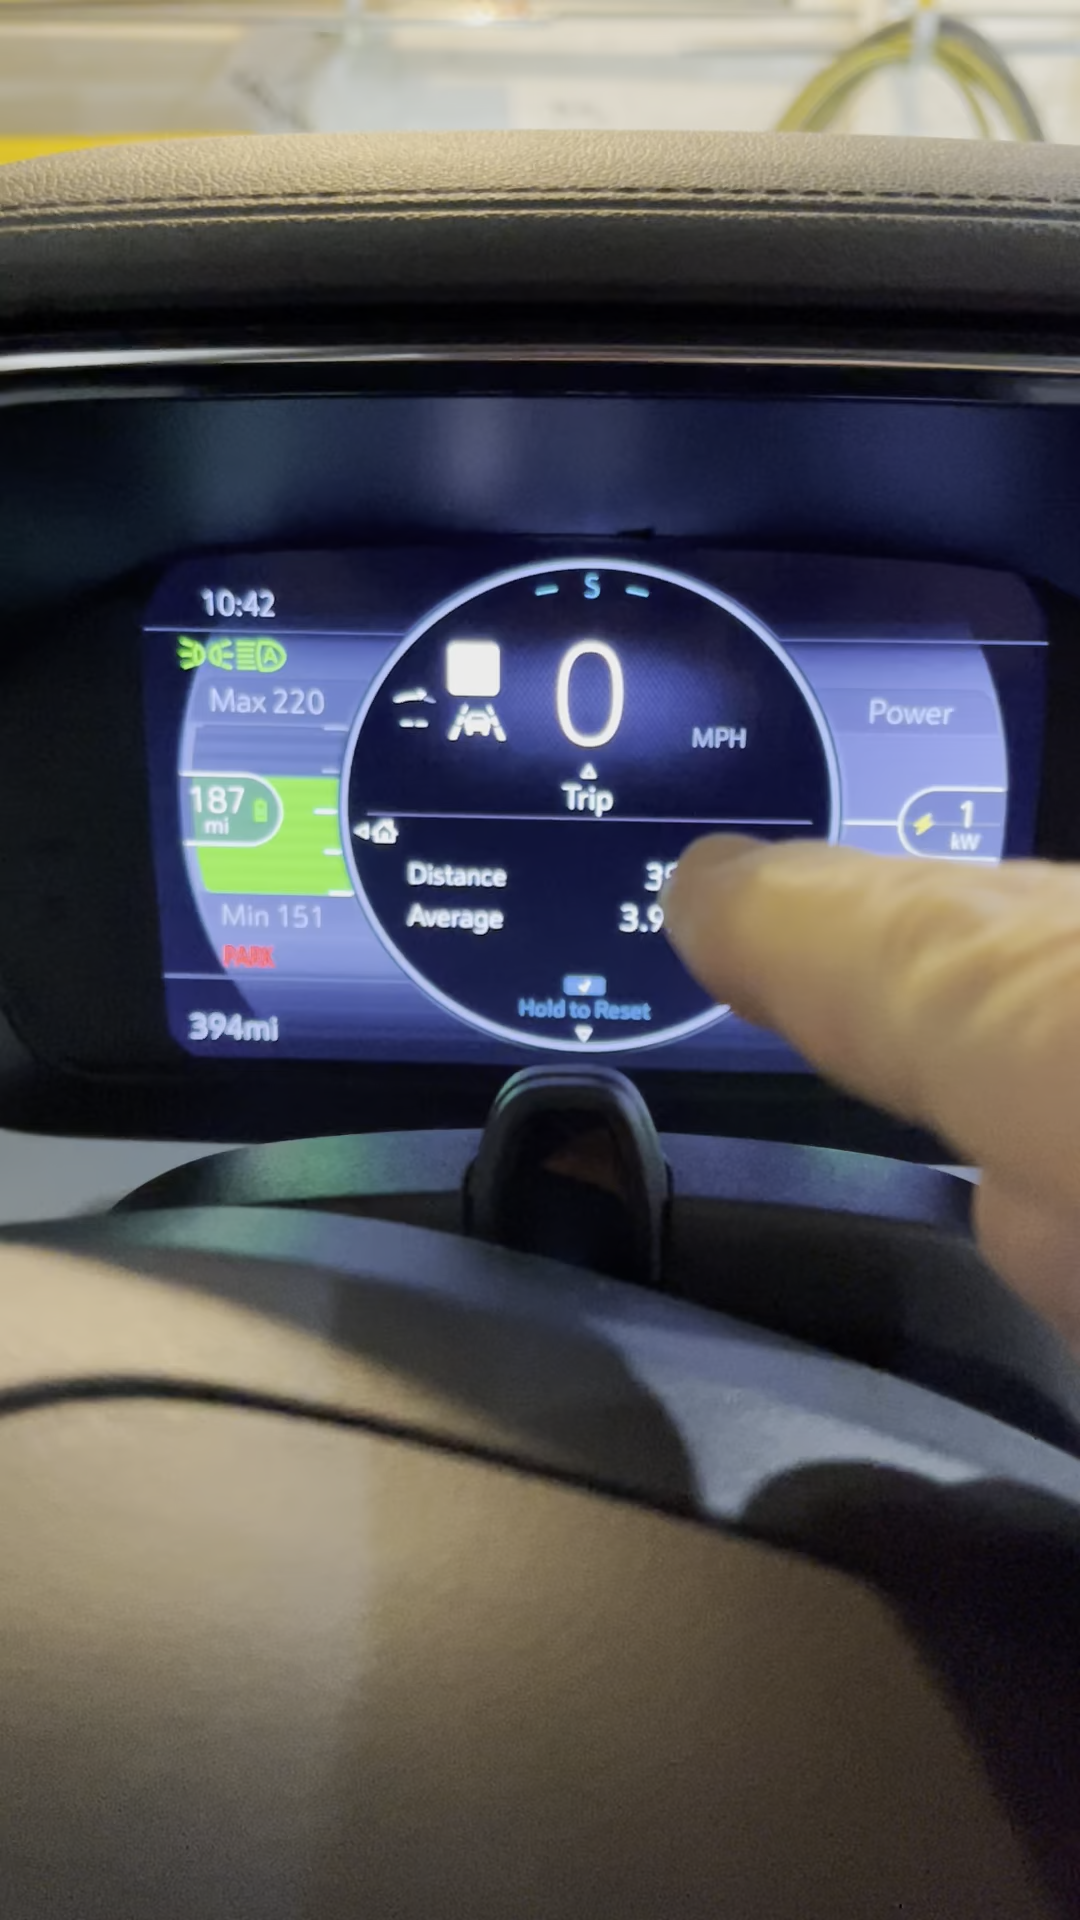 10:42
S
A
Max 220
0
MPH
Power
187
mi
Trip
1
kW
Distance
Average
3.9
Min 151
PARK
Hold to Reset
394mi